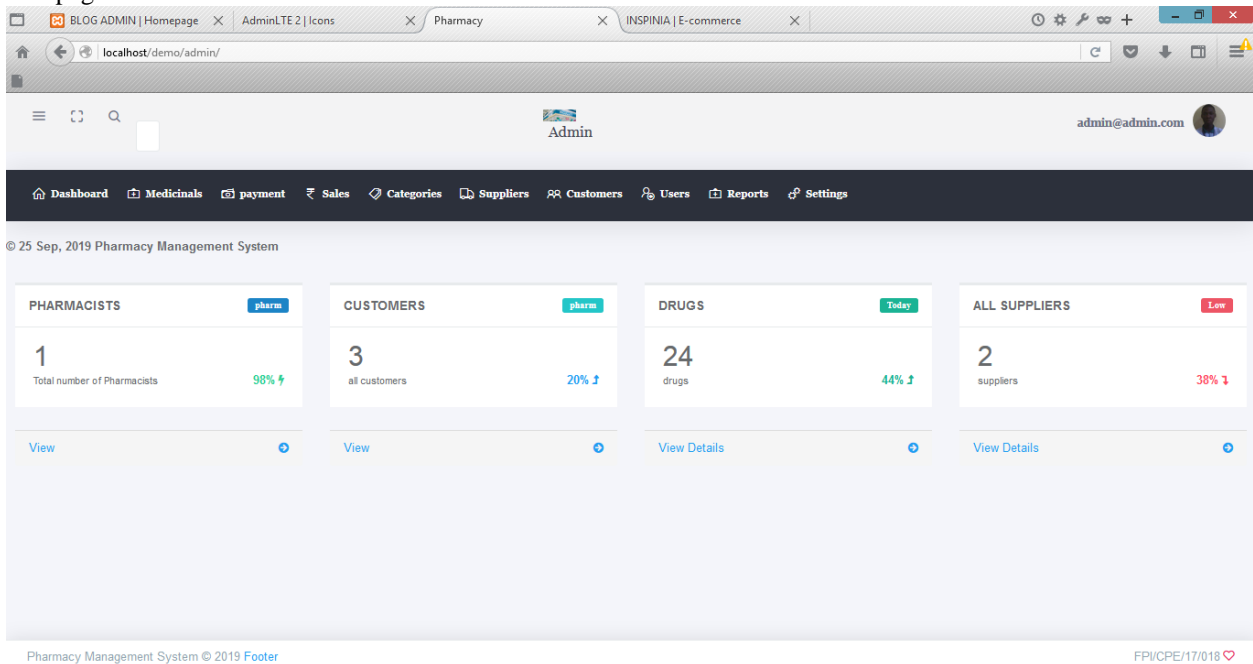 BLOG ADMIN | Homepage AdminLTE 2 | Icons Pharmacy INSPINIA | E-commerce
localhost/demo/admin/
Admin
admin@admin.com
Dashboard Medicinals payment Sales Categories Suppliers Customers Users Reports Settings
© 25 Sep, 2019 Pharmacy Management System
PHARMACISTS pharm CUSTOMERS pharm DRUGS Today ALL SUPPLIERS Low
1 3 24 2
Total number of Pharmacists 98% all customers 20% drugs 44% suppliers 38%
View View View Details View Details
Pharmacy Management System © 2019 Footer FPI/CPE/17/018